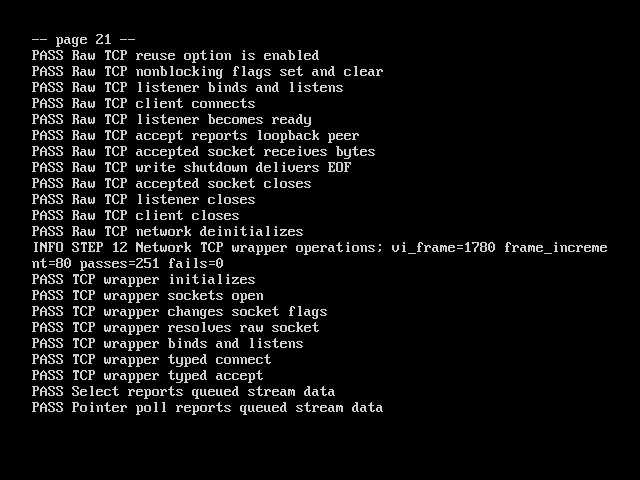 -- page 21 --
PASS Raw TCP reuse option is enabled
PASS Raw TCP nonblocking flags set and clear
PASS Raw TCP listener binds and listens
PASS Raw TCP client connects
PASS Raw TCP listener becomes ready
PASS Raw TCP accept reports loopback peer
PASS Raw TCP accepted socket receives bytes
PASS Raw TCP write shutdown delivers EOF
PASS Raw TCP accepted socket closes
PASS Raw TCP listener closes
PASS Raw TCP client closes
PASS Raw TCP network deinitializes
INFO STEP 12 Network TCP wrapper operations; vi_frame=1780 frame_increme
nt=80 passes=251 fails=0
PASS TCP wrapper initializes
PASS TCP wrapper sockets open
PASS TCP wrapper changes socket flags
PASS TCP wrapper resolves raw socket
PASS TCP wrapper binds and listens
PASS TCP wrapper typed connect
PASS TCP wrapper typed accept
PASS Select reports queued stream data
PASS Pointer poll reports queued stream data